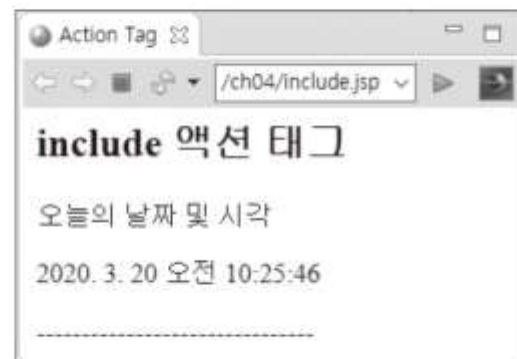 Action Tag
/ch04/include.jsp
include 액션 태그
오늘의 날짜 및 시각
2020. 3. 20 오전 10:25:46
------------------------------